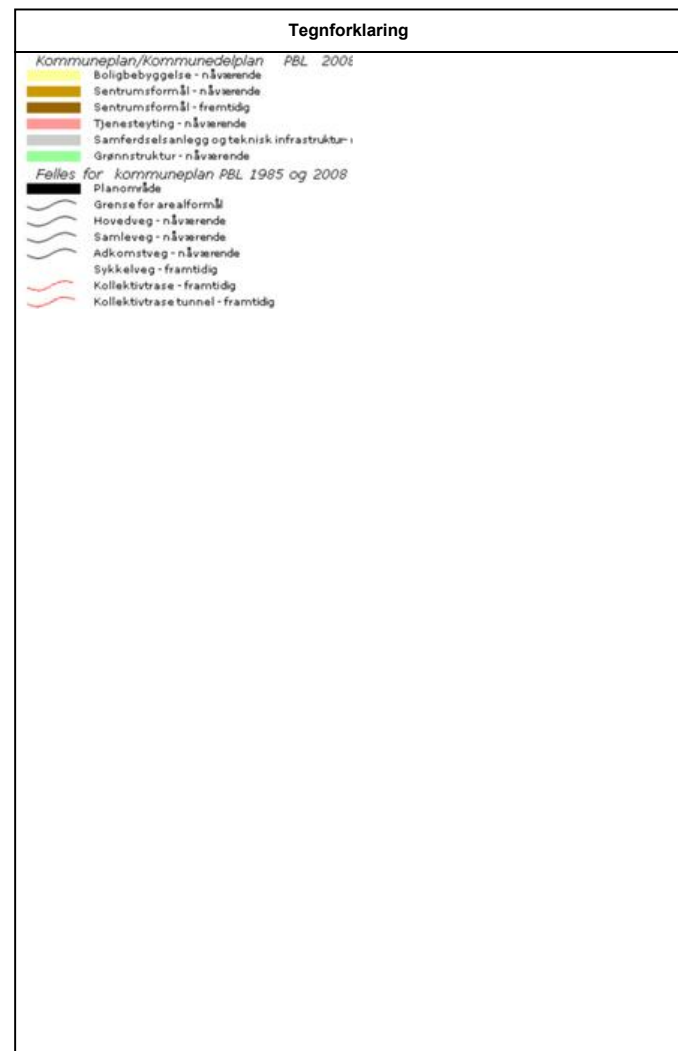 Tegnforklaring
Kommuneplan/Kommunedelplan PBL 2008
Boligbebyggelse - nåværende
Sentrumsformål - nåværende
Sentrumsformål - fremtidig
Tjenesteyting - nåværende
Samferdselsanlegg og teknisk infrastruktur-
Grønnstruktur - nåværende
Felles for kommuneplan PBL 1985 og 2008
Planområde
Grense for arealformål
Hovedveg - nåværende
Samleveg - nåværende
Adkomstveg - nåværende
Sykkelveg - framtidig
Kollektivtrase - framtidig
Kollektivtrase tunnel - framtidig